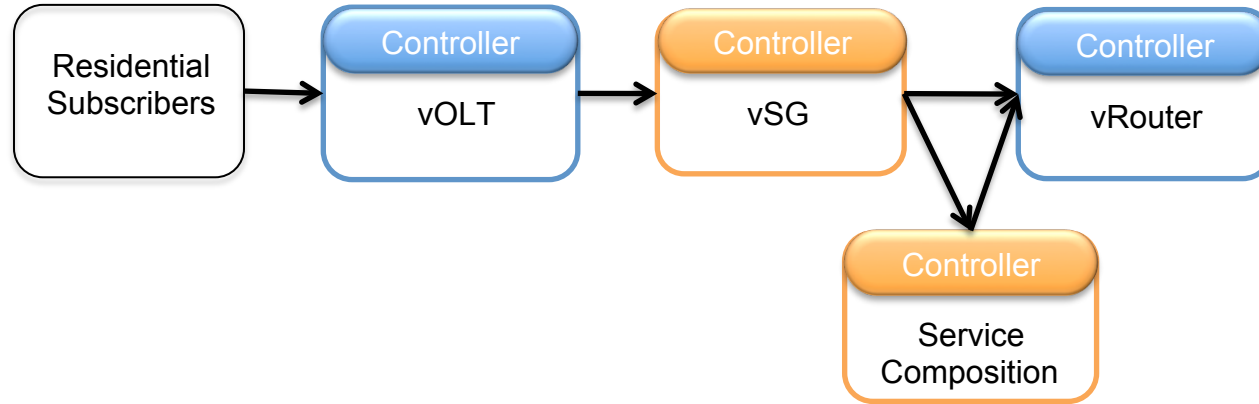 Residential
Subscribers
Controller
vOLT
Controller
vSG
Controller
vRouter
Controller
Service
Composition